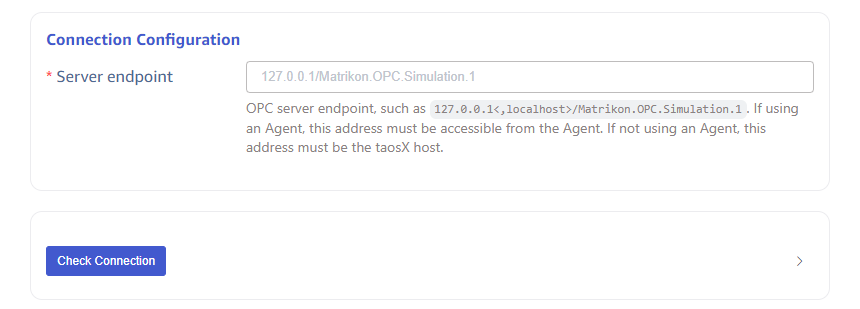 Connection Configuration
* Server endpoint
127.0.0.1/Matrikon.OPC.Simulation.1
OPC server endpoint, such as 127.0.0.1<,localhost>/Matrikon.OPC.Simulation.1. If using
an Agent, this address must be accessible from the Agent. If not using an Agent, this
address must be the taosX host.
Check Connection